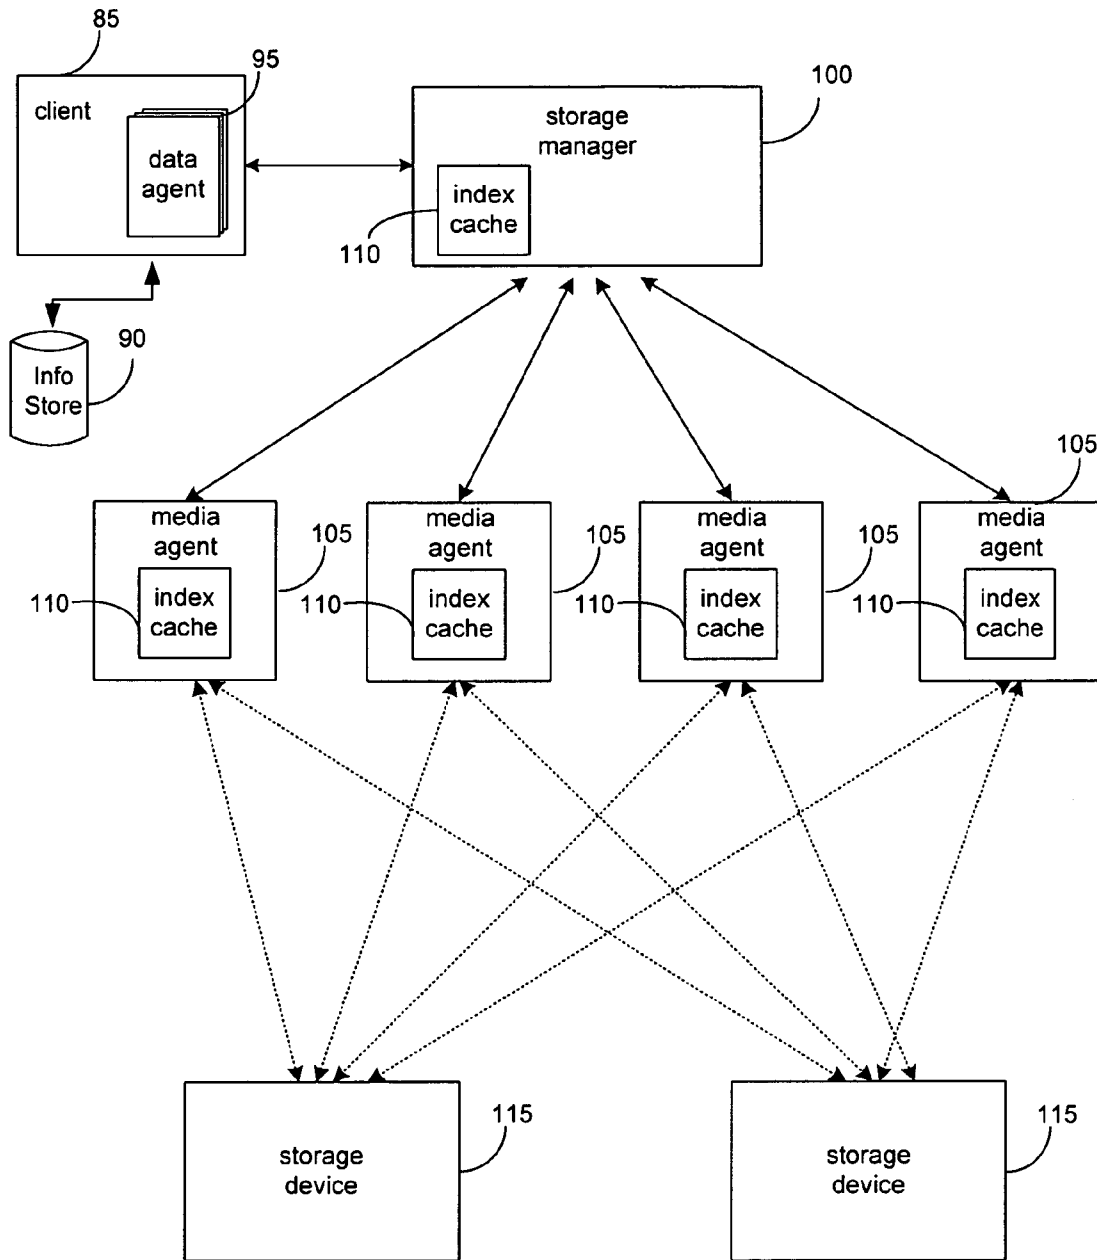 85
95
client
data
agent
100
storage
manager
index
cache
110
90
Info
Store
105
media
agent
105
110
index
cache
media
agent
105
110
index
cache
media
agent
105
110
index
cache
media
agent
110
index
cache
115
storage
device
115
storage
device